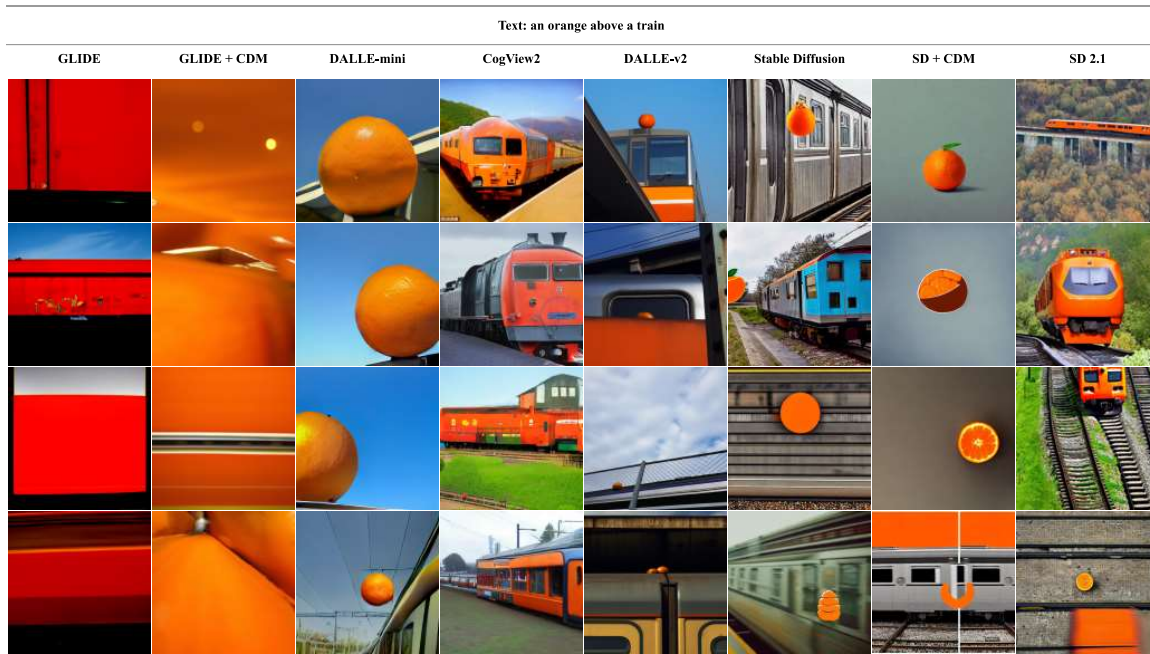 Text: an orange above a train
GLIDE GLIDE + CDM DALLE-mini CogView2 DALLE-v2 Stable Diffusion SD + CDM SD 2.1